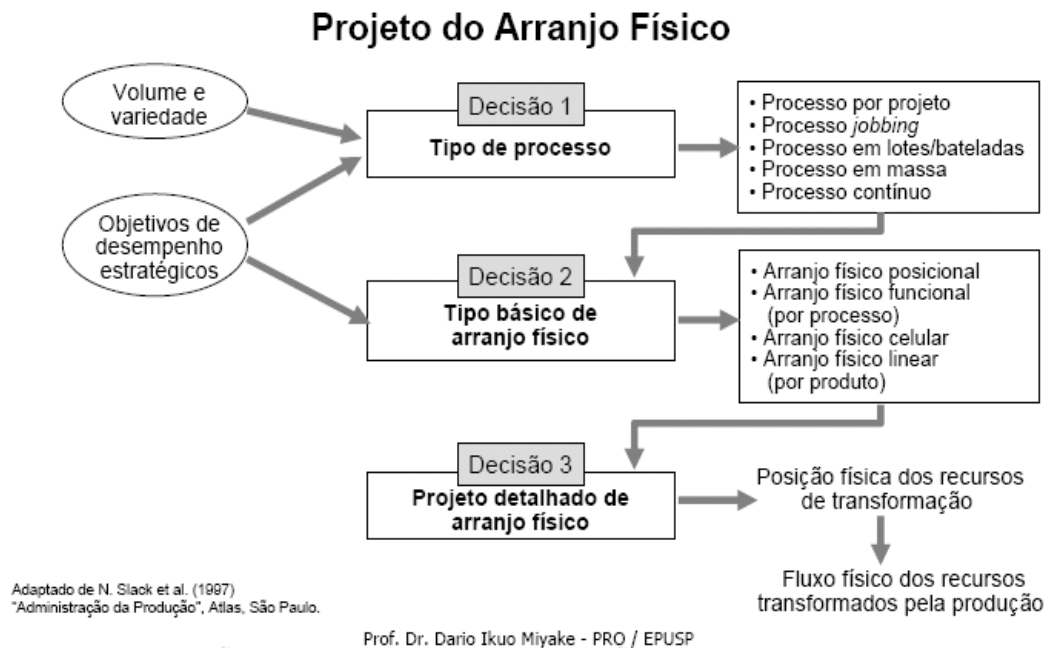 Projeto do Arranjo Físico
Volume e
variedade
Objetivos de
desempenho
estratégicos
Decisão 1
Tipo de processo
• Processo por projeto
• Processo jobbing
• Processo em lotes/bateladas
• Processo em massa
• Processo contínuo
Decisão 2
Tipo básico de
arranjo físico
• Arranjo físico posicional
• Arranjo físico funcional
(por processo)
• Arranjo físico celular
• Arranjo físico linear
(por produto)
Decisão 3
Projeto detalhado de
arranjo físico
Posição física dos recursos
de transformação
Fluxo físico dos recursos
transformados pela produção
Adaptado de N. Slack et al. (1997)
"Administração da Produção", Atlas, São Paulo.
Prof. Dr. Dario Ikuo Miyake - PRO / EPUSP